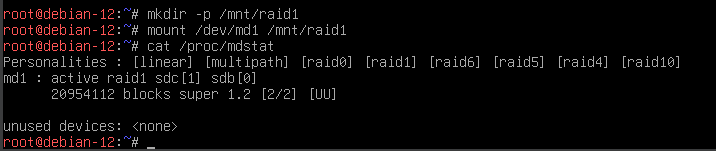 root@debian-12:~# mkdir -p /mnt/raid1
root@debian-12:~# mount /dev/md1 /mnt/raid1
root@debian-12:~# cat /proc/mdstat
Personalities : [linear] [multipath] [raid0] [raid1] [raid6] [raid5] [raid4] [raid10]
md1 : active raid1 sdc[1] sdb[0]
      20954112 blocks super 1.2 [2/2] [UU]

unused devices: <none>
root@debian-12:~# _